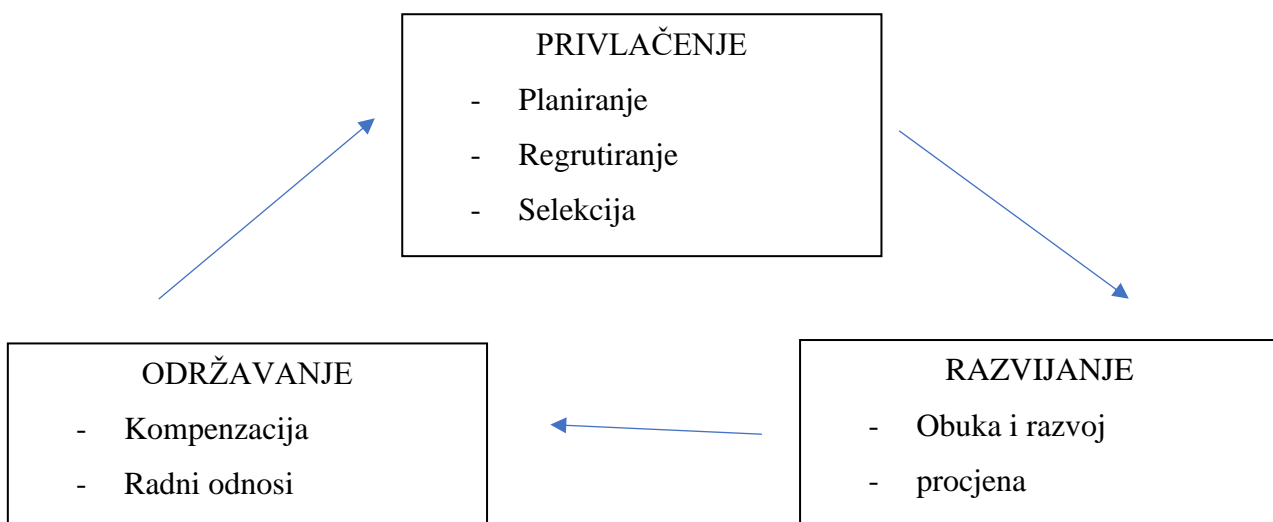 PRIVLAČENJE
- Planiranje
- Regrutiranje
- Selekcija
ODRŽAVANJE
- Kompenzacija
- Radni odnosi
RAZVIJANJE
- Obuka i razvoj
- procjena